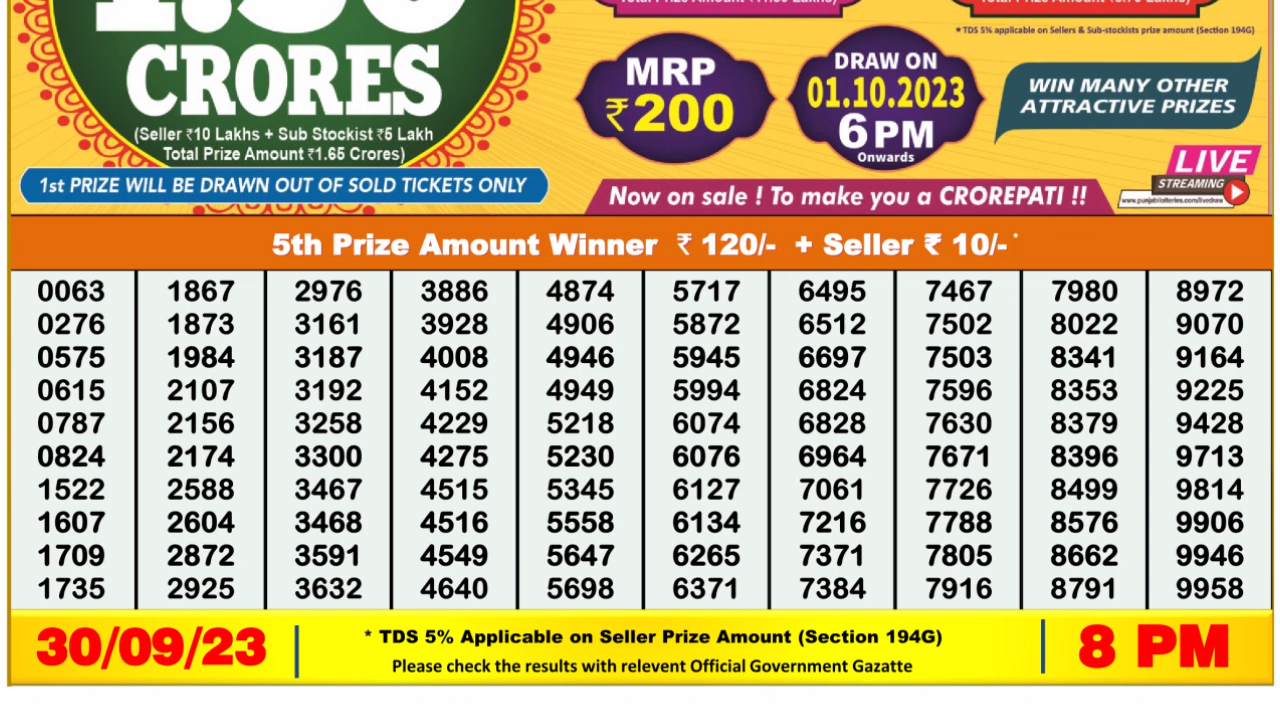 CRORES
(Seller ₹10 Lakhs + Sub Stockist ₹5 Lakh
Total Prize Amount ₹1.65 Crores)
1st PRIZE WILL BE DRAWN OUT OF SOLD TICKETS ONLY
*TDS 5% applicable on Sellers & Sub-stockists prize amount (Section 194G)
MRP
₹200
DRAW ON
01.10.2023
6 PM
Onwards
WIN MANY OTHER
ATTRACTIVE PRIZES
LIVE
STREAMING
www.punjablotteries.com/livedraw
Now on sale ! To make you a CROREPATI !!
5th Prize Amount Winner ₹ 120/- + Seller ₹ 10/-
0063 1867 2976 3886 4874 5717 6495 7467 7980 8972
0276 1873 3161 3928 4906 5872 6512 7502 8022 9070
0575 1984 3187 4008 4946 5945 6697 7503 8341 9164
0615 2107 3192 4152 4949 5994 6824 7596 8353 9225
0787 2156 3258 4229 5218 6074 6828 7630 8379 9428
0824 2174 3300 4275 5230 6076 6964 7671 8396 9713
1522 2588 3467 4515 5345 6127 7061 7726 8499 9814
1607 2604 3468 4516 5558 6134 7216 7788 8576 9906
1709 2872 3591 4549 5647 6265 7371 7805 8662 9946
1735 2925 3632 4640 5698 6371 7384 7916 8791 9958
30/09/23
* TDS 5% Applicable on Seller Prize Amount (Section 194G)
Please check the results with relevent Official Government Gazatte
8 PM